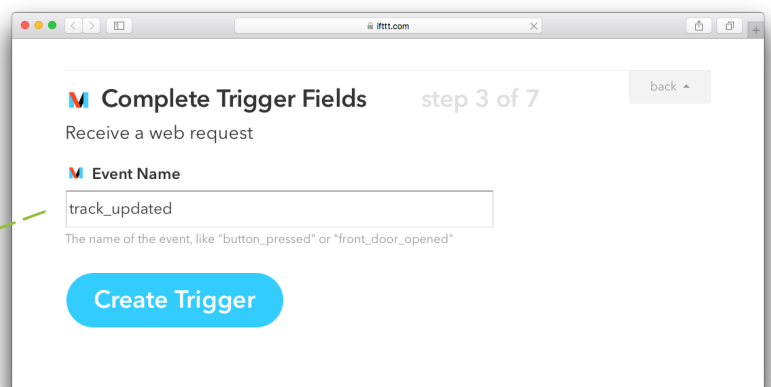 ifttt.com
back
Complete Trigger Fields step 3 of 7
Receive a web request
Event Name
track_updated
The name of the event, like "button_pressed" or "front_door_opened"
Create Trigger